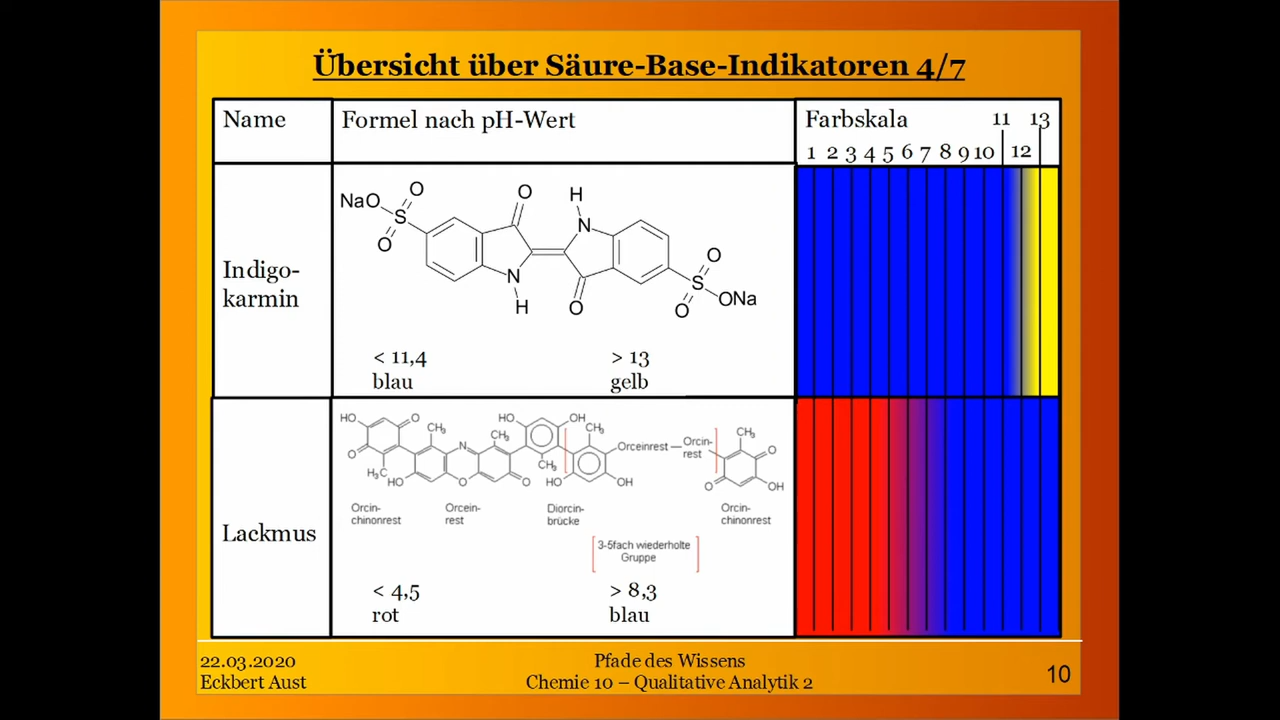 Übersicht über Säure-Base-Indikatoren 4/7
Name
Formel nach pH-Wert
Farbskala
11 13
1 2 3 4 5 6 7 8 9 10 12
Indigo-
karmin
NaO
O
S
O
O
H
N
N
H
O
O
S
O
ONa
< 11,4
blau
> 13
gelb
Lackmus
HO
O
O
CH3
H3C
HO
N
O
CH3
O
HO
OH
CH3
CH3
HO
OH
Orceinrest
Orcin-
rest
CH3
O
O
OH
Orcin-
chinonrest
Orcein-
rest
Diorcin-
brücke
Orcin-
chinonrest
3-5fach wiederholte
Gruppe
< 4,5
rot
> 8,3
blau
22.03.2020
Eckbert Aust
Pfade des Wissens
Chemie 10 – Qualitative Analytik 2
10